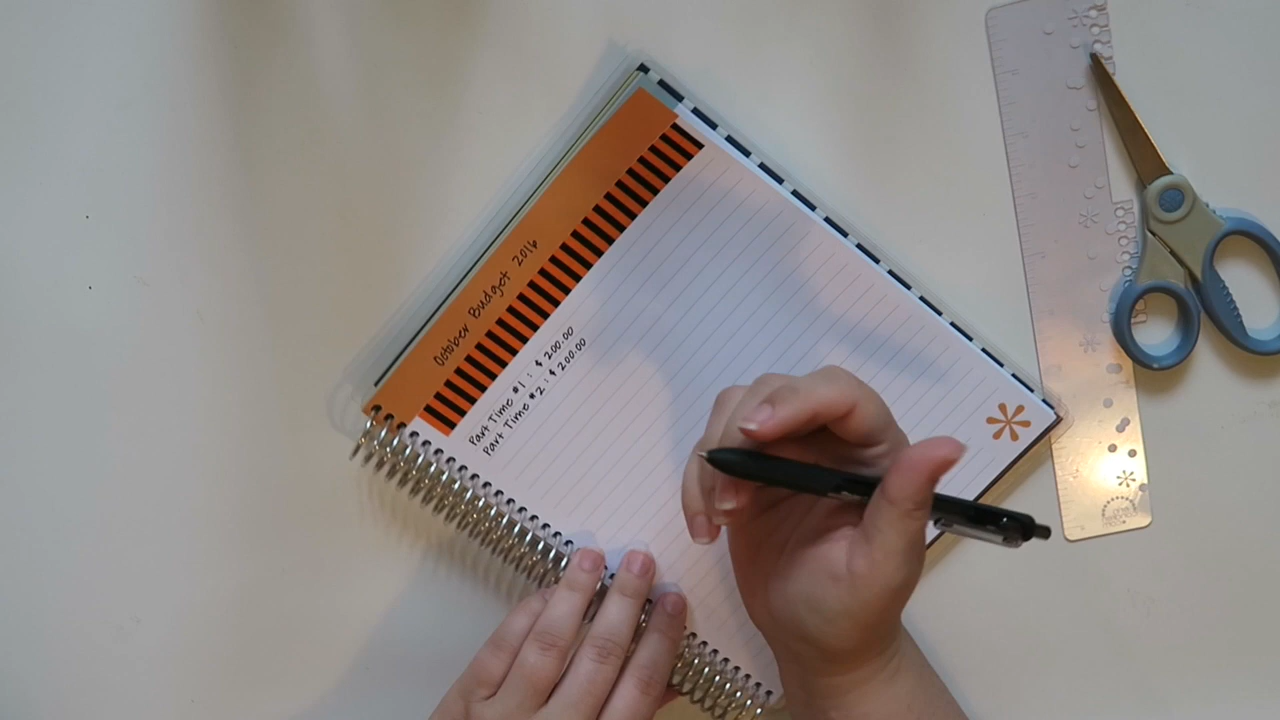 October Budget 2016
Part Time #1 : $ 200.00
Part Time #2 : $ 200.00